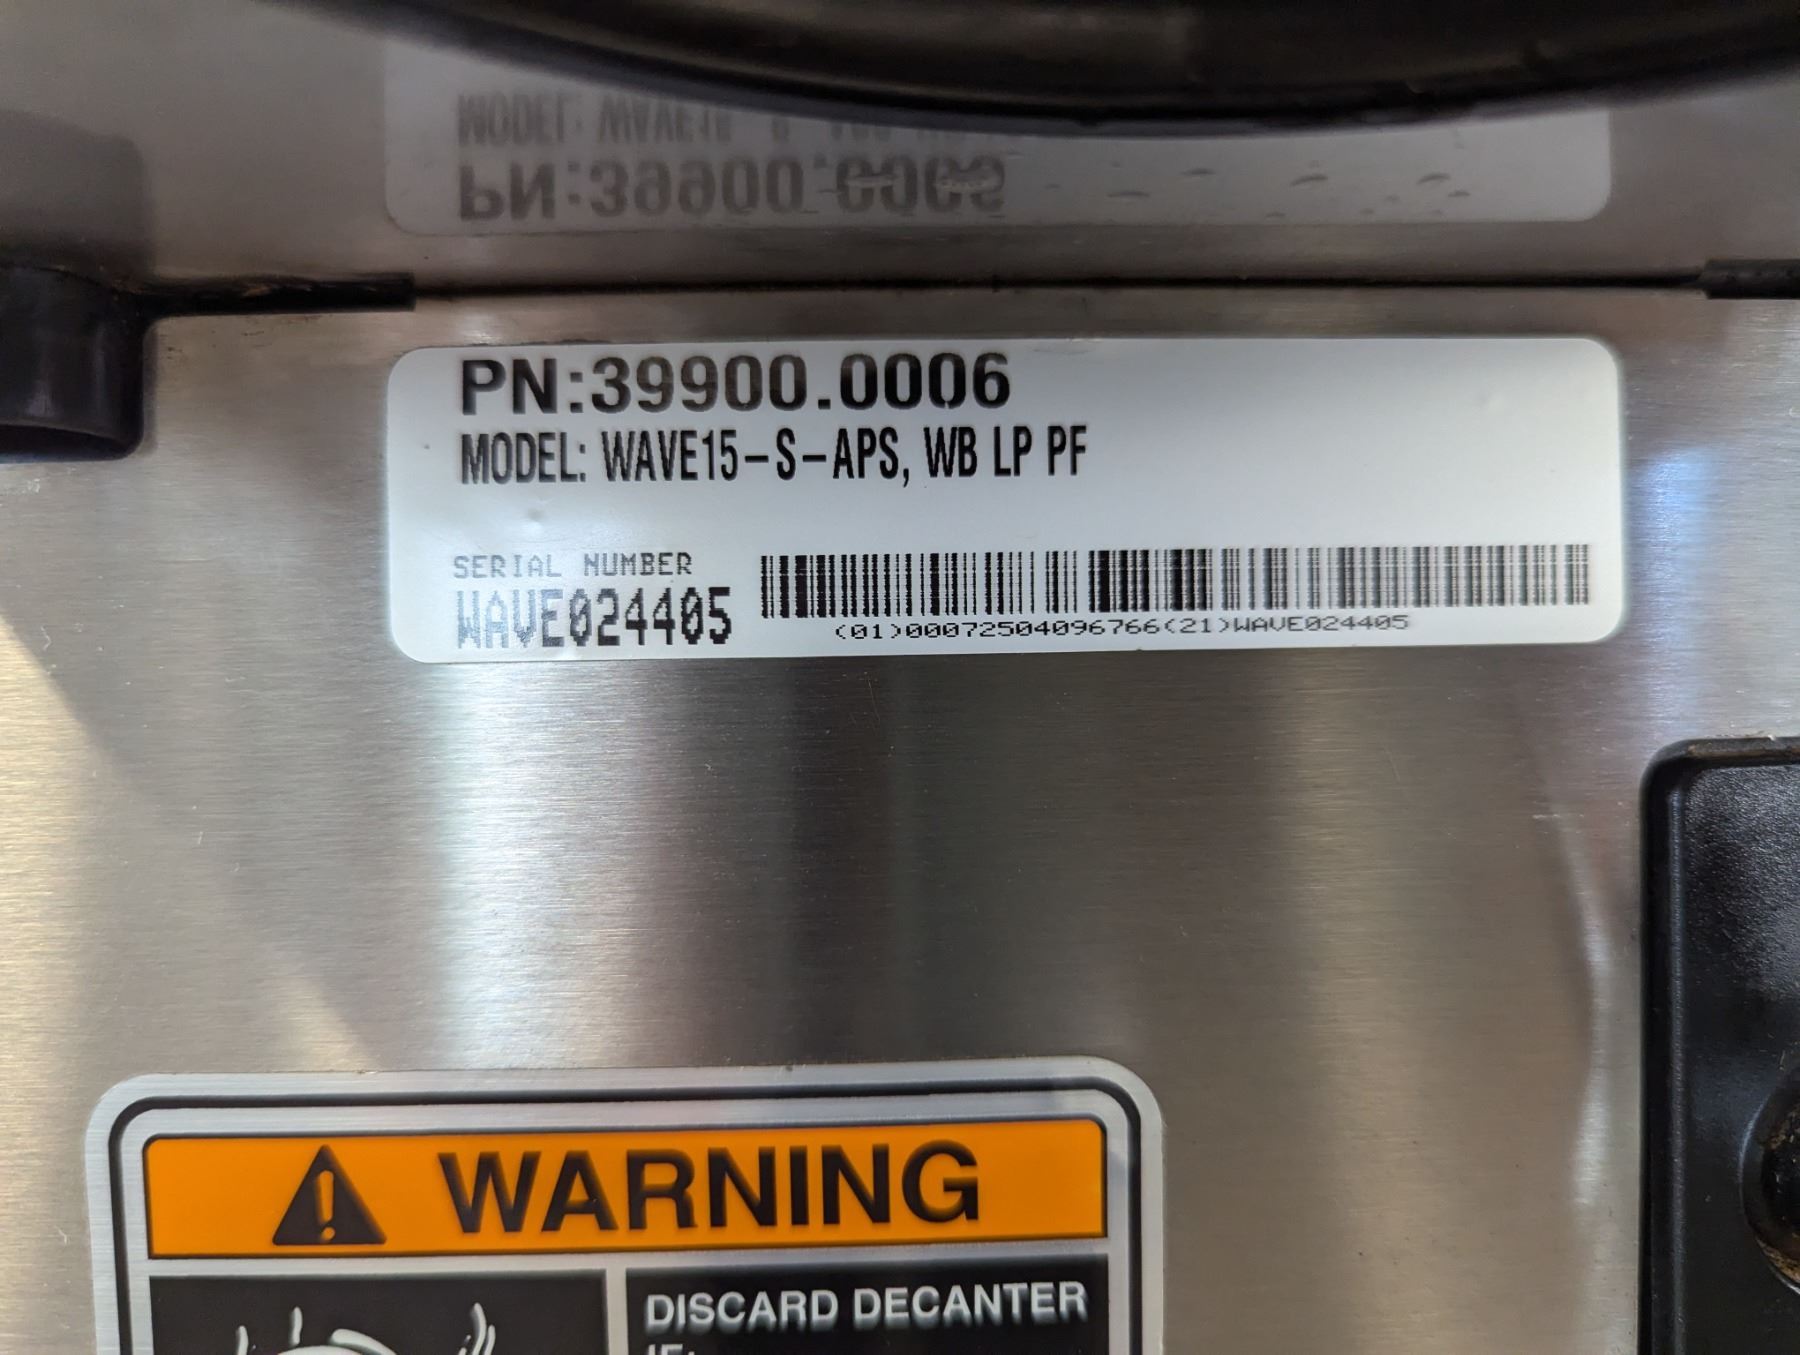 PN:39900.0006
MODEL: WAVE15-S-APS, WB LP PF
SERIAL NUMBER
WAVE024405
(01)00072504096766(21)WAVE024405
WARNING
DISCARD DECANTER
IF: